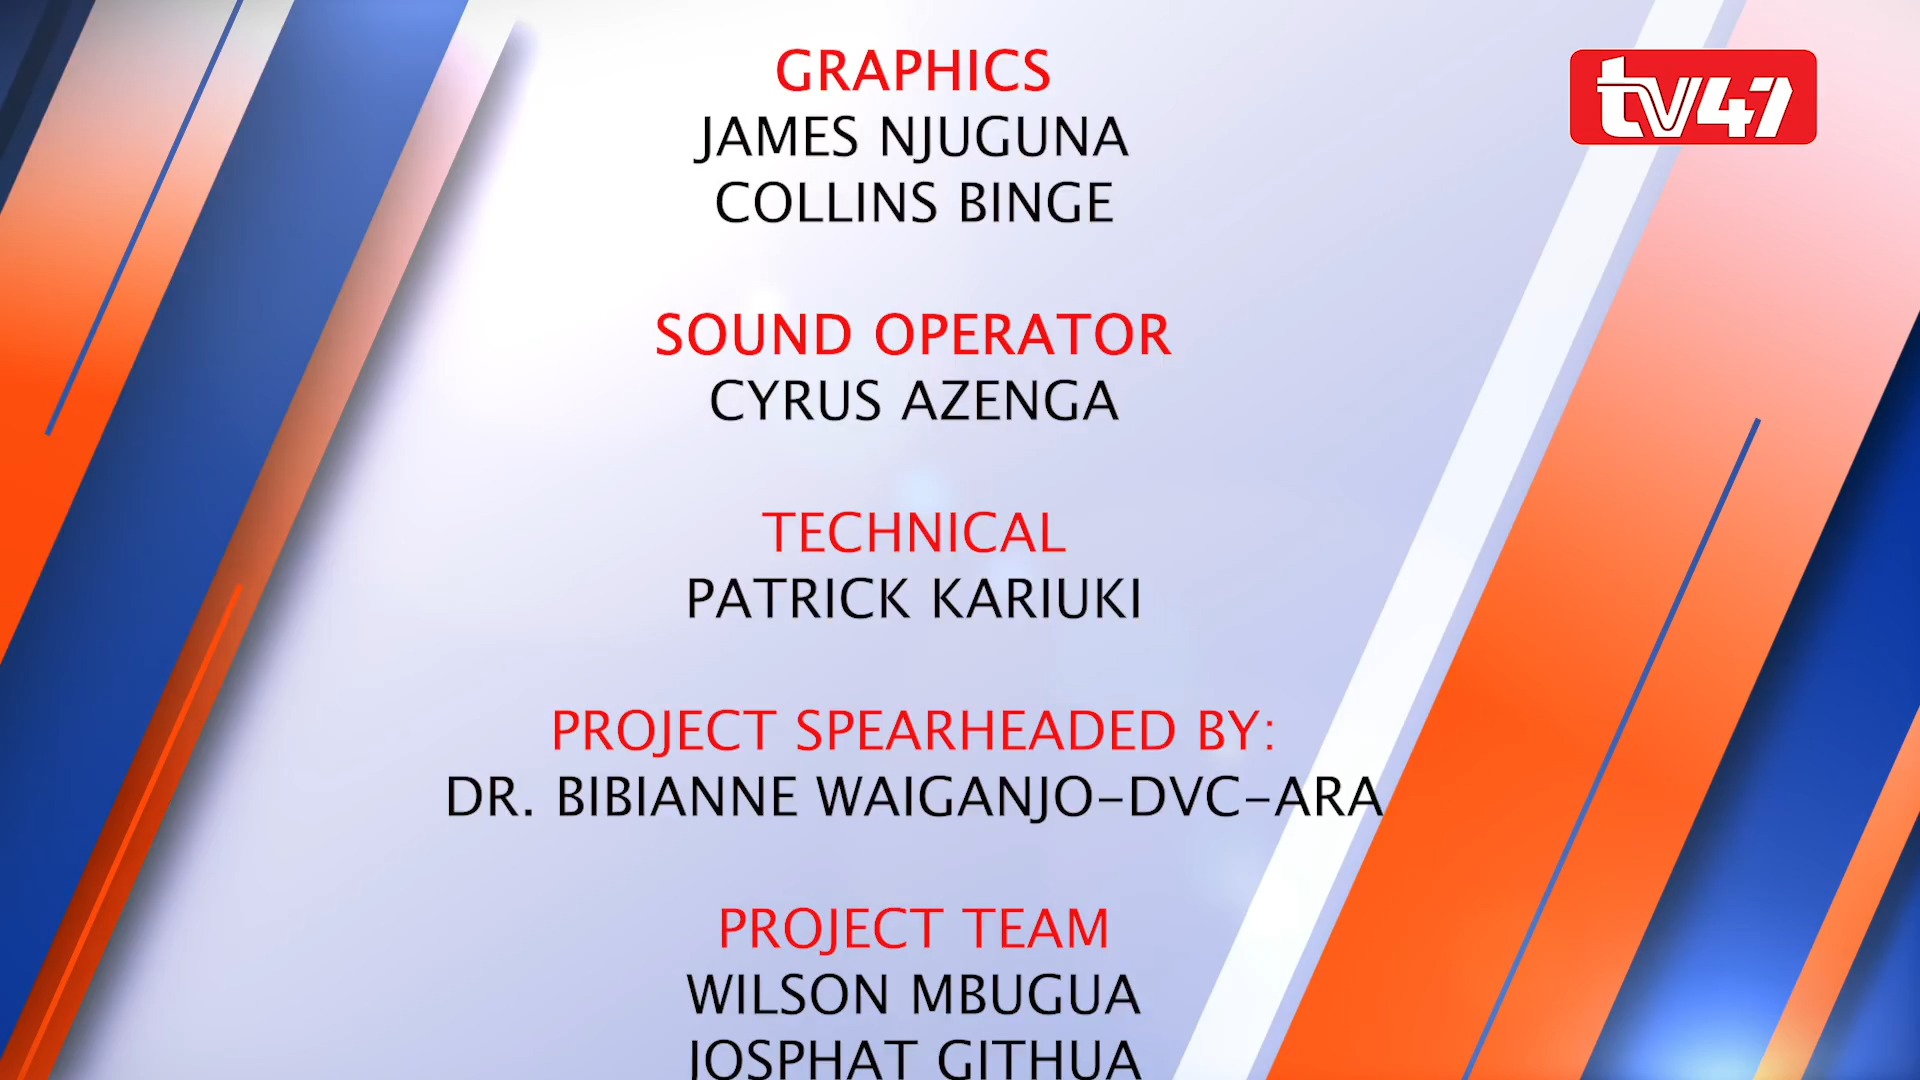 GRAPHICS
tv47
JAMES NJUGUNA
COLLINS BINGE
SOUND OPERATOR
CYRUS AZENGA
TECHNICAL
PATRICK KARIUKI
PROJECT SPEARHEADED BY:
DR. BIBIANNE WAIGANJO-DVC-ARA
PROJECT TEAM
WILSON MBUGUA
JOSPHAT GITHUA